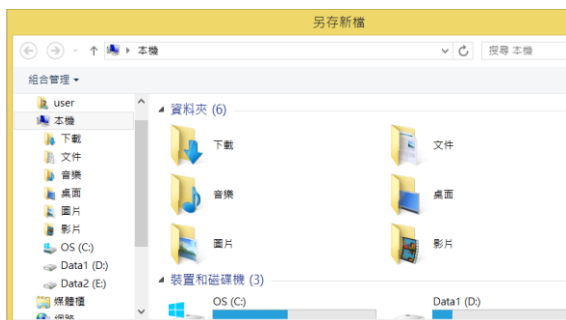 另存新檔
本機
搜尋 本機
組合管理
user
本機
下載
文件
音樂
桌面
圖片
影片
OS (C:)
Data1 (D:)
Data2 (E:)
媒體櫃
網路
資料夾 (6)
下載
文件
音樂
桌面
圖片
影片
裝置和磁碟機 (3)
OS (C:)
Data1 (D:)